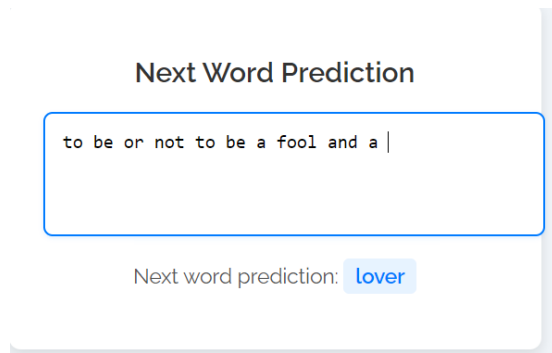 Next Word Prediction
to be or not to be a fool and a
Next word prediction: lover